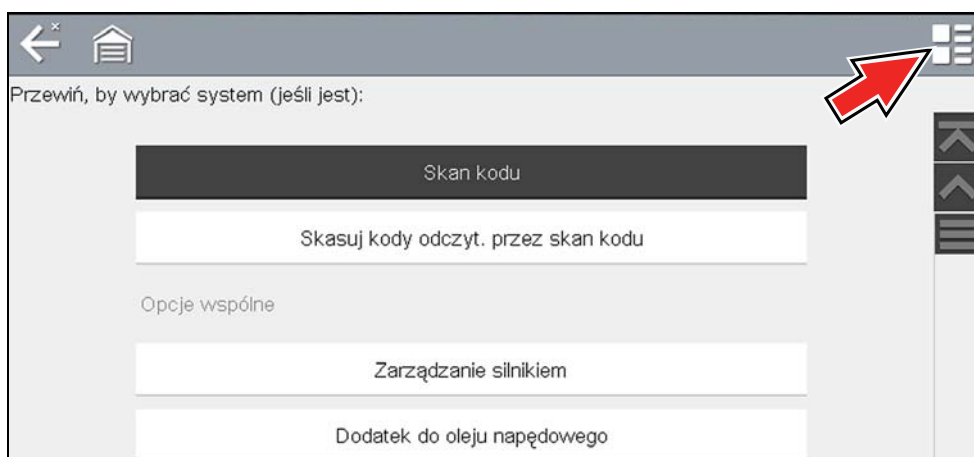 Przewiń, by wybrać system (jeśli jest):
Skan kodu
Skasuj kody odczyt. przez skan kodu
Opcje wspólne
Zarządzanie silnikiem
Dodatek do oleju napędowego